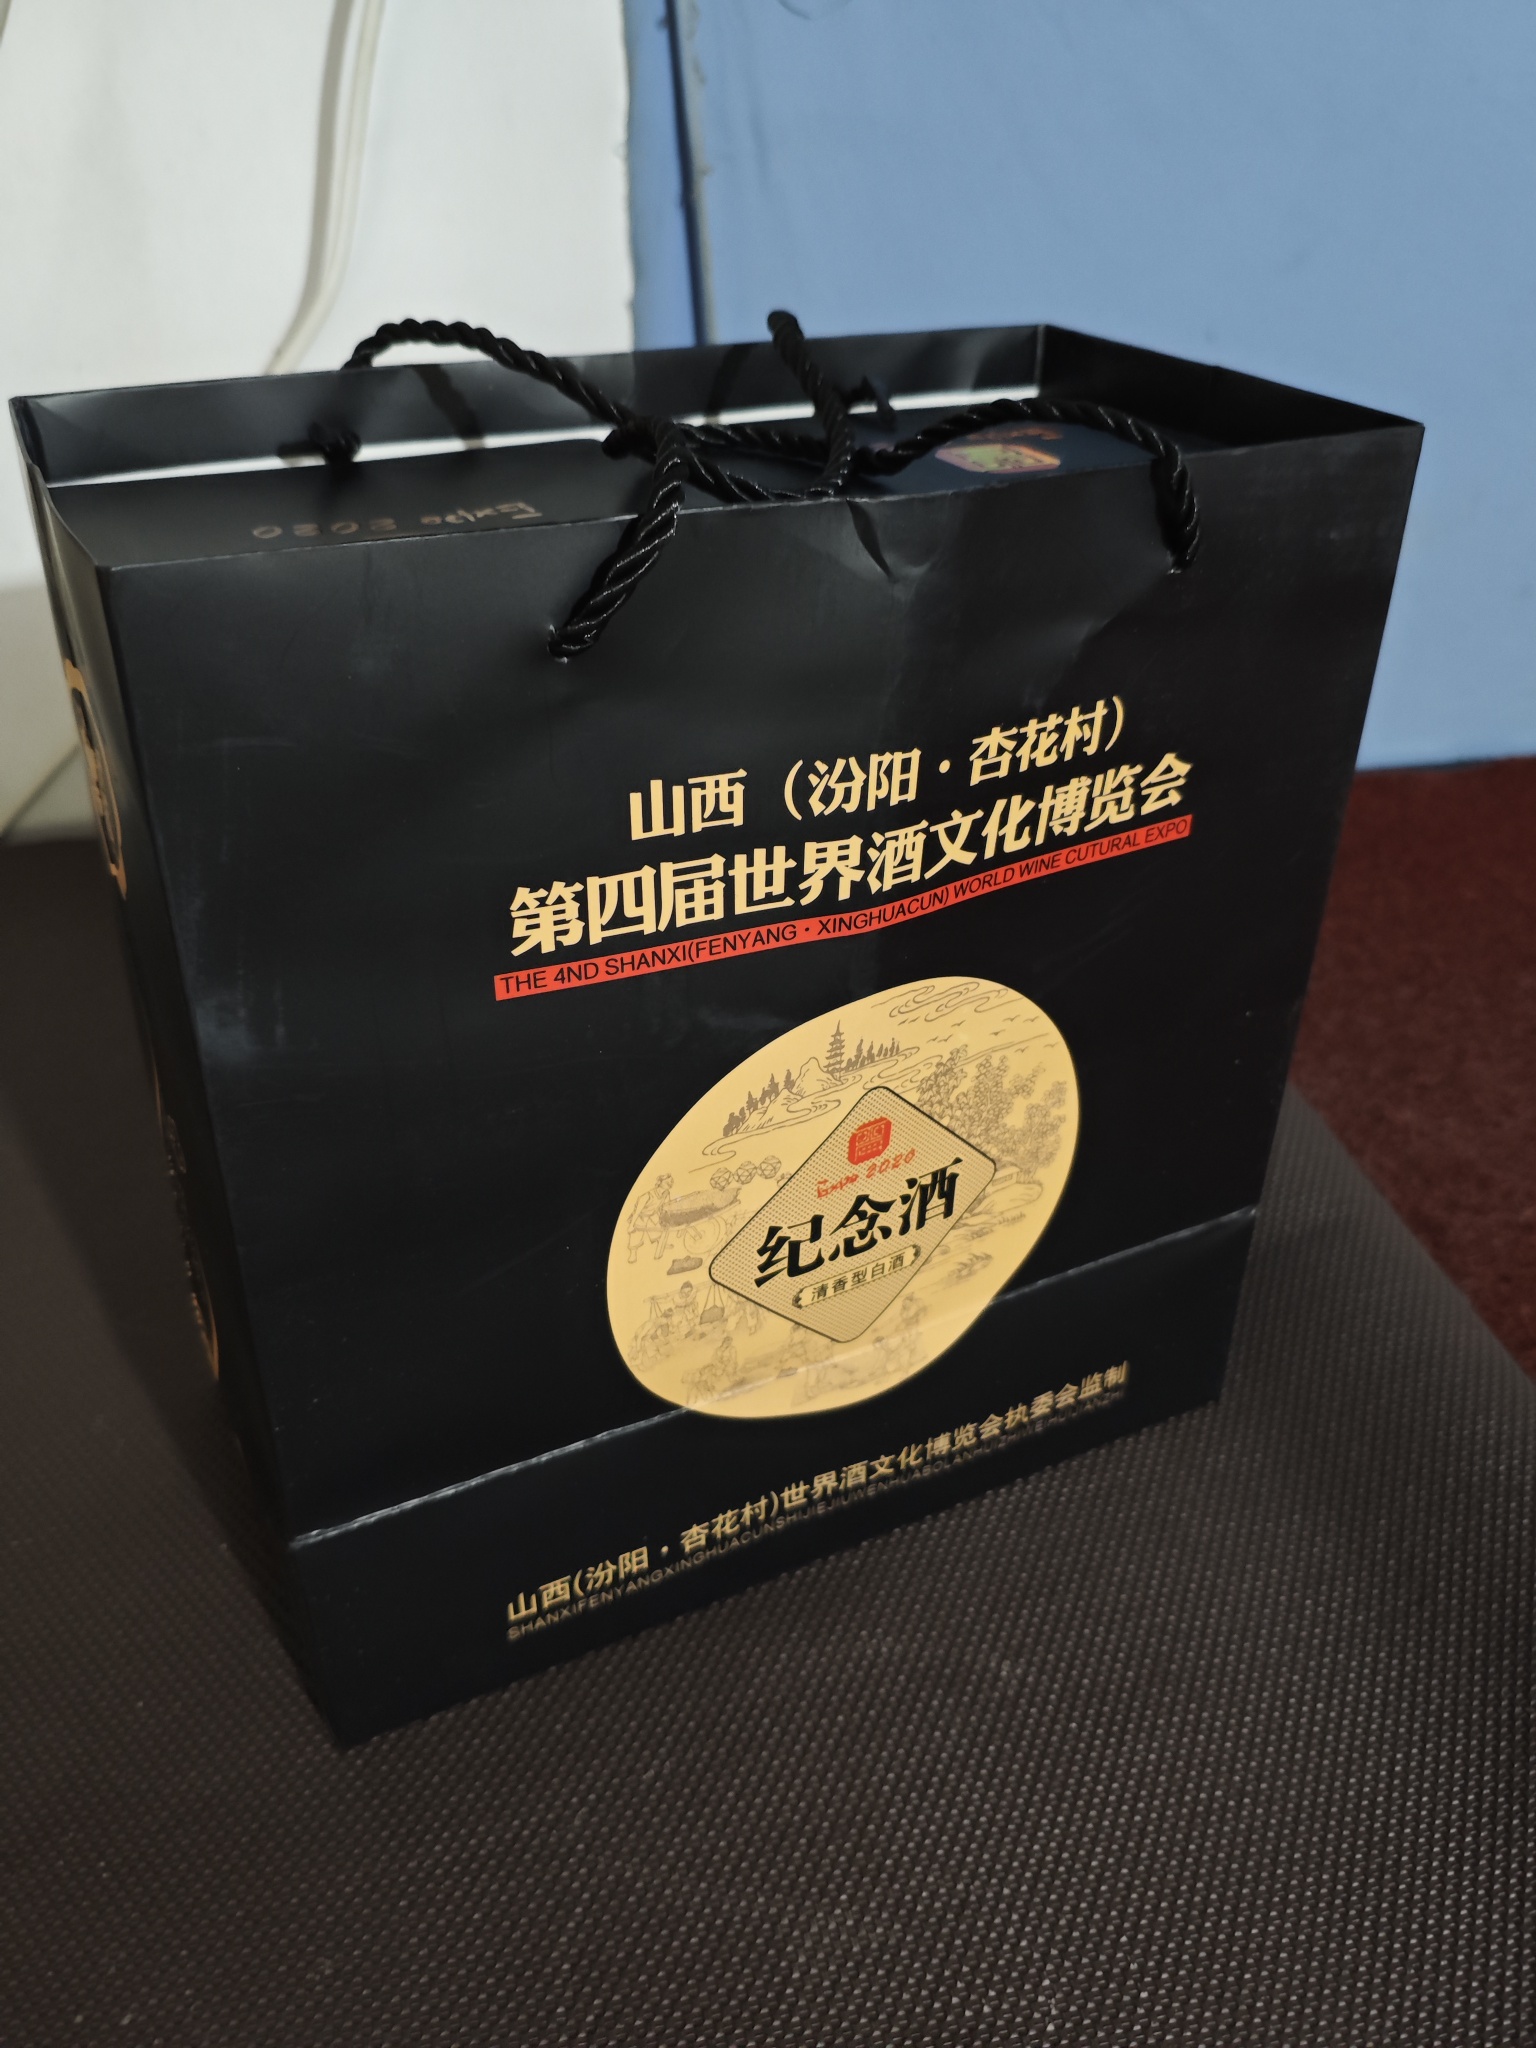 Expo 2020
山西（汾阳·杏花村）
第四届世界酒文化博览会
THE 4ND SHANXI(FENYANG·XINGHUACUN) WORLD WINE CUTURAL EXPO
Expo 2020
纪念酒
清香型白酒
山西(汾阳·杏花村)世界酒文化博览会执委会监制
SHANXIFENYANGXINGHUACUNSHIJIEJIUWENHUABOLANHUIZHIWEIHUIJIANZHI